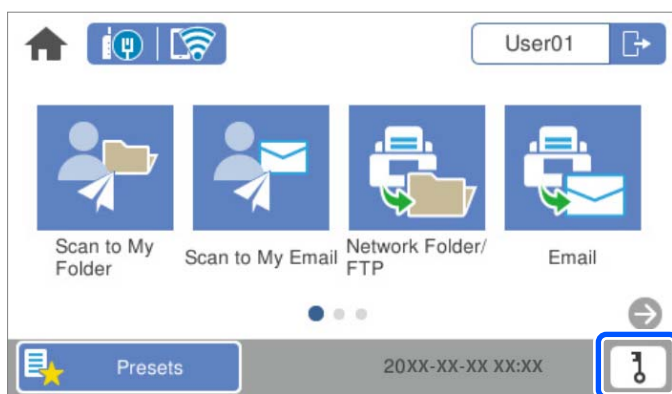 User01
Scan to My
Folder
Scan to My Email
Network Folder/
FTP
Email
Presets
20XX-XX-XX XX:XX